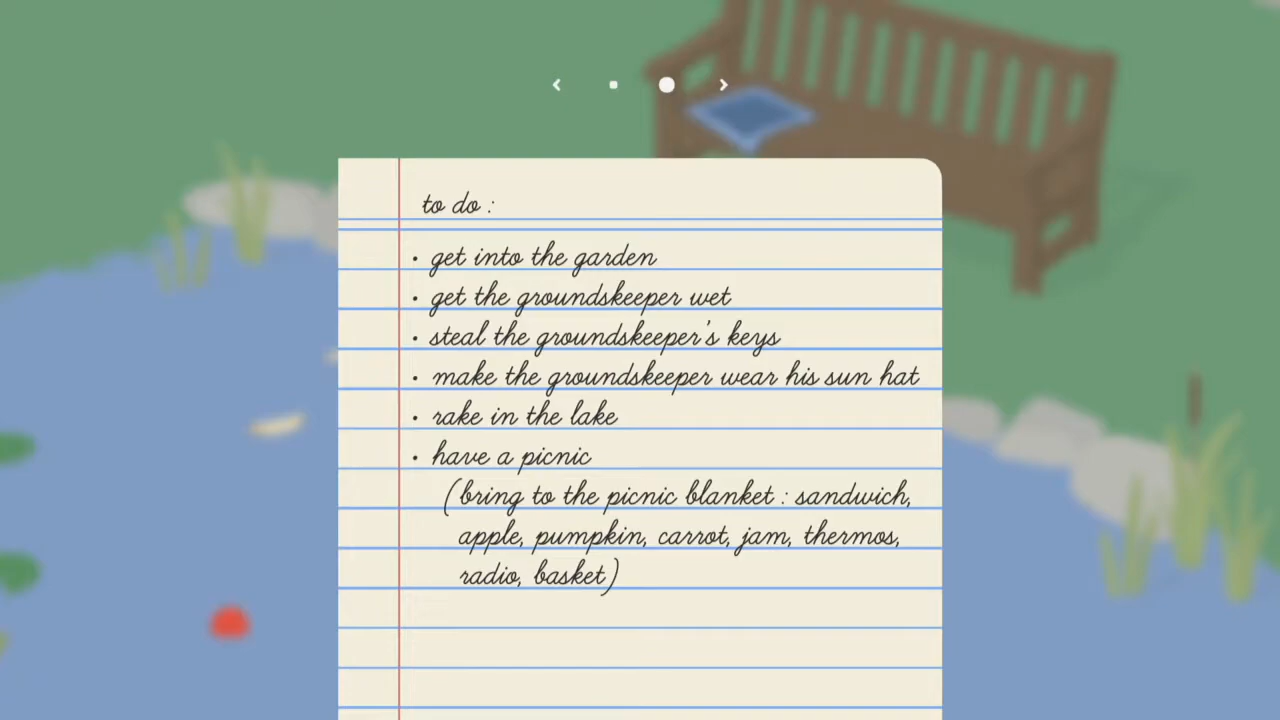 to do :
• get into the garden
• get the groundskeeper wet
• steal the groundskeeper's keys
• make the groundskeeper wear his sun hat
• rake in the lake
• have a picnic
(bring to the picnic blanket : sandwich,
apple, pumpkin, carrot, jam, thermos,
radio, basket)